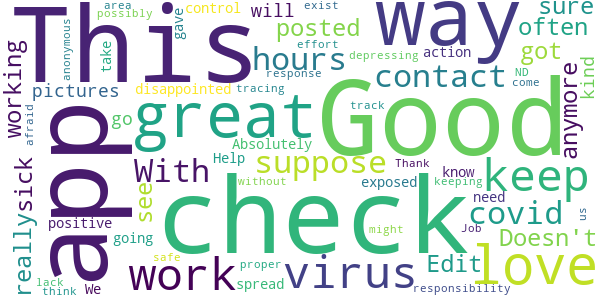 This
Good
way
check
app
great
love
keep
work
virus
With
suppose
covid
contact
hours
sure
often
posted
will
possibly
control
area
exist
anonymous
take
gave
effort
depressing
action
got
kind
working
pictures
disappointed
tracing
response
track
come
ND
anymore
afraid
go
Absolutely
Help
without
exposed
Thank
know
keeping
need
us
sick
see
really
positive
going
safe
might
Job
Doesn't
lack
think
We
spread
proper
Edit
responsibility